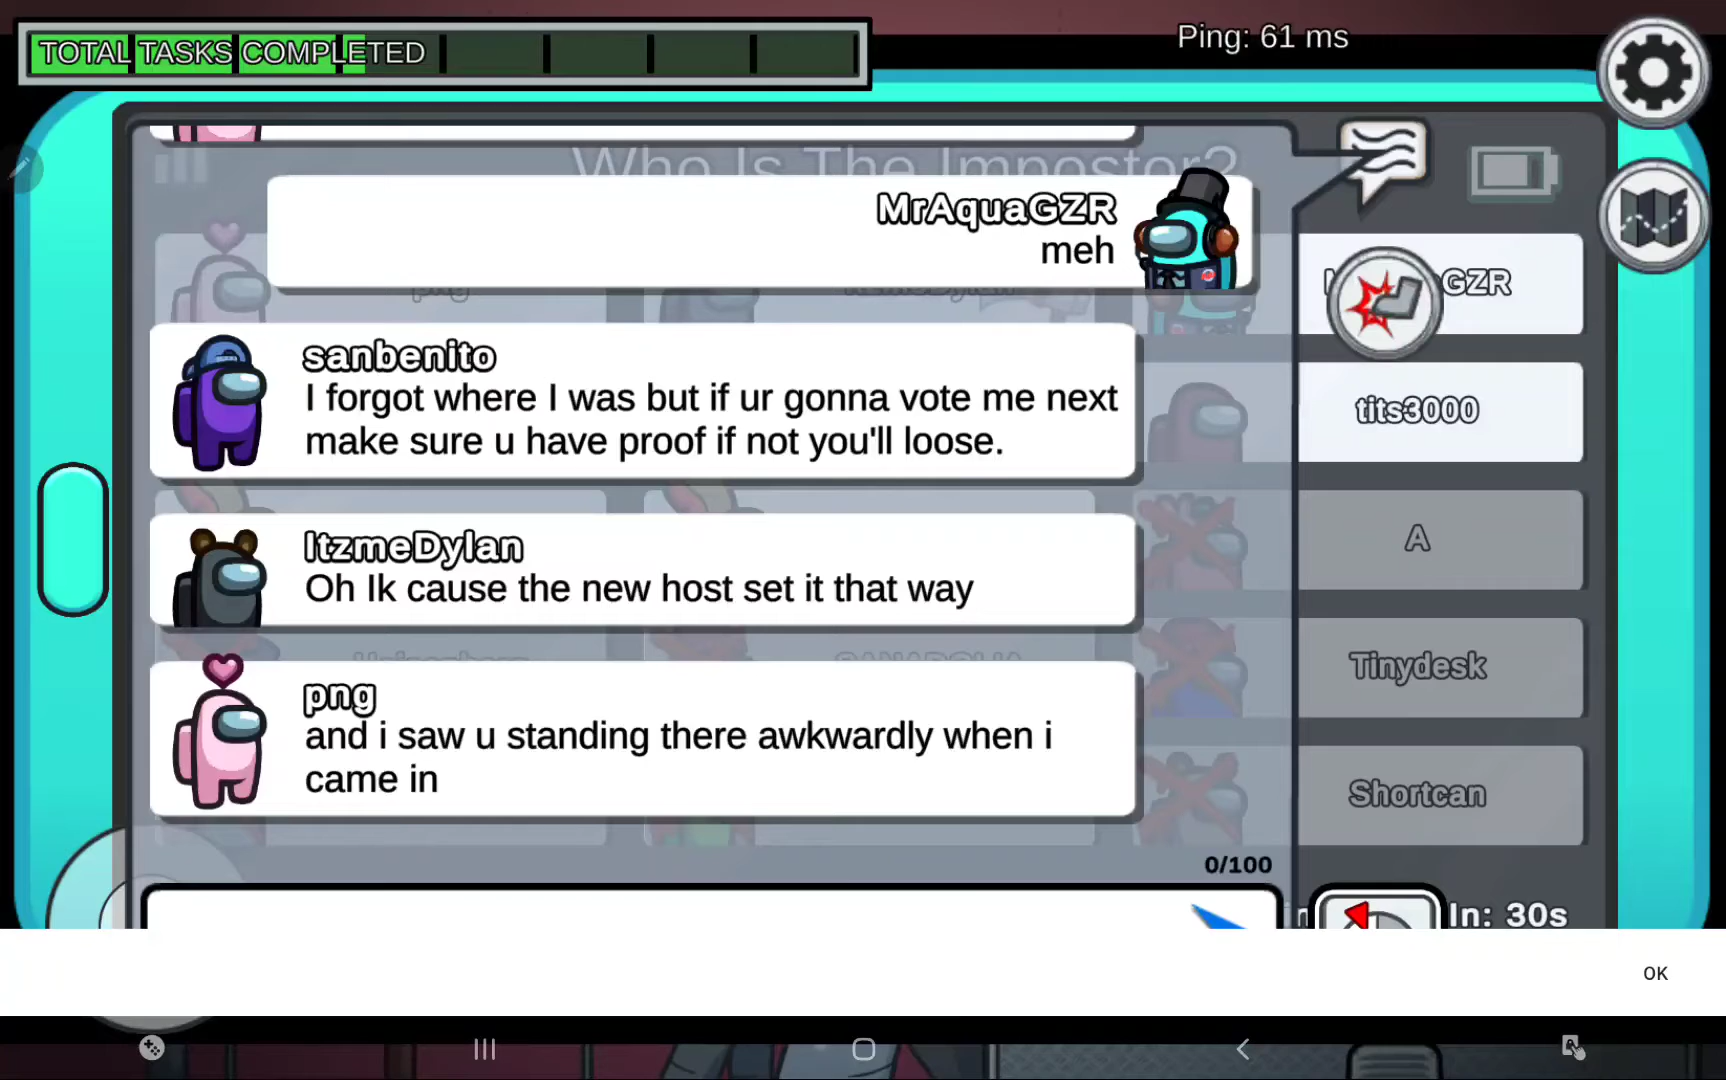 TOTAL TASKS COMPLETED
Ping: 61 ms
Who Is The Impostor?
MrAquaGZR
meh
GZR
png
sanbenito
I forgot where I was but if ur gonna vote me next
make sure u have proof if not you'll loose.
tits3000
ItzmeDylan
Oh Ik cause the new host set it that way
A
Tinydesk
png
and i saw u standing there awkwardly when i
came in
Shortcan
0/100
In: 30s
OK